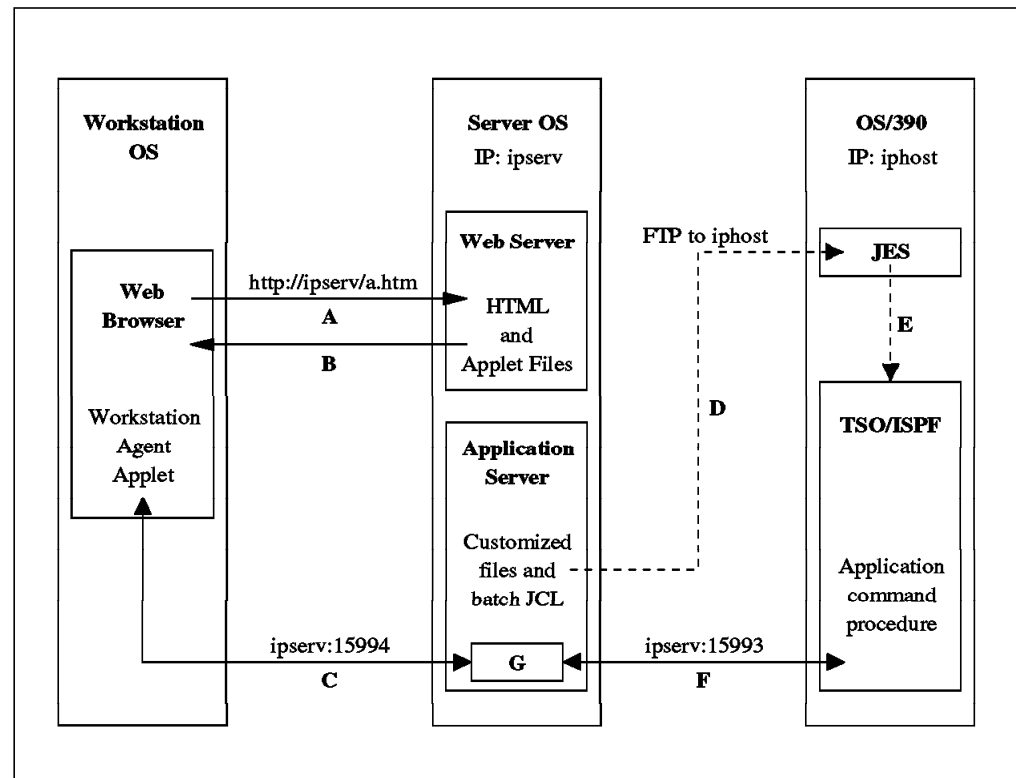 Workstation
OS
Web
Browser
Workstation
Agent
Applet
http://ipserv/a.htm
A
B
ipserv:15994
C
Server OS
IP: ipserv
Web Server
HTML
and
Applet Files
Application
Server
Customized
files and
batch JCL
G
FTP to iphost
D
ipserv:15993
F
OS/390
IP: iphost
JES
E
TSO/ISPF
Application
command
procedure